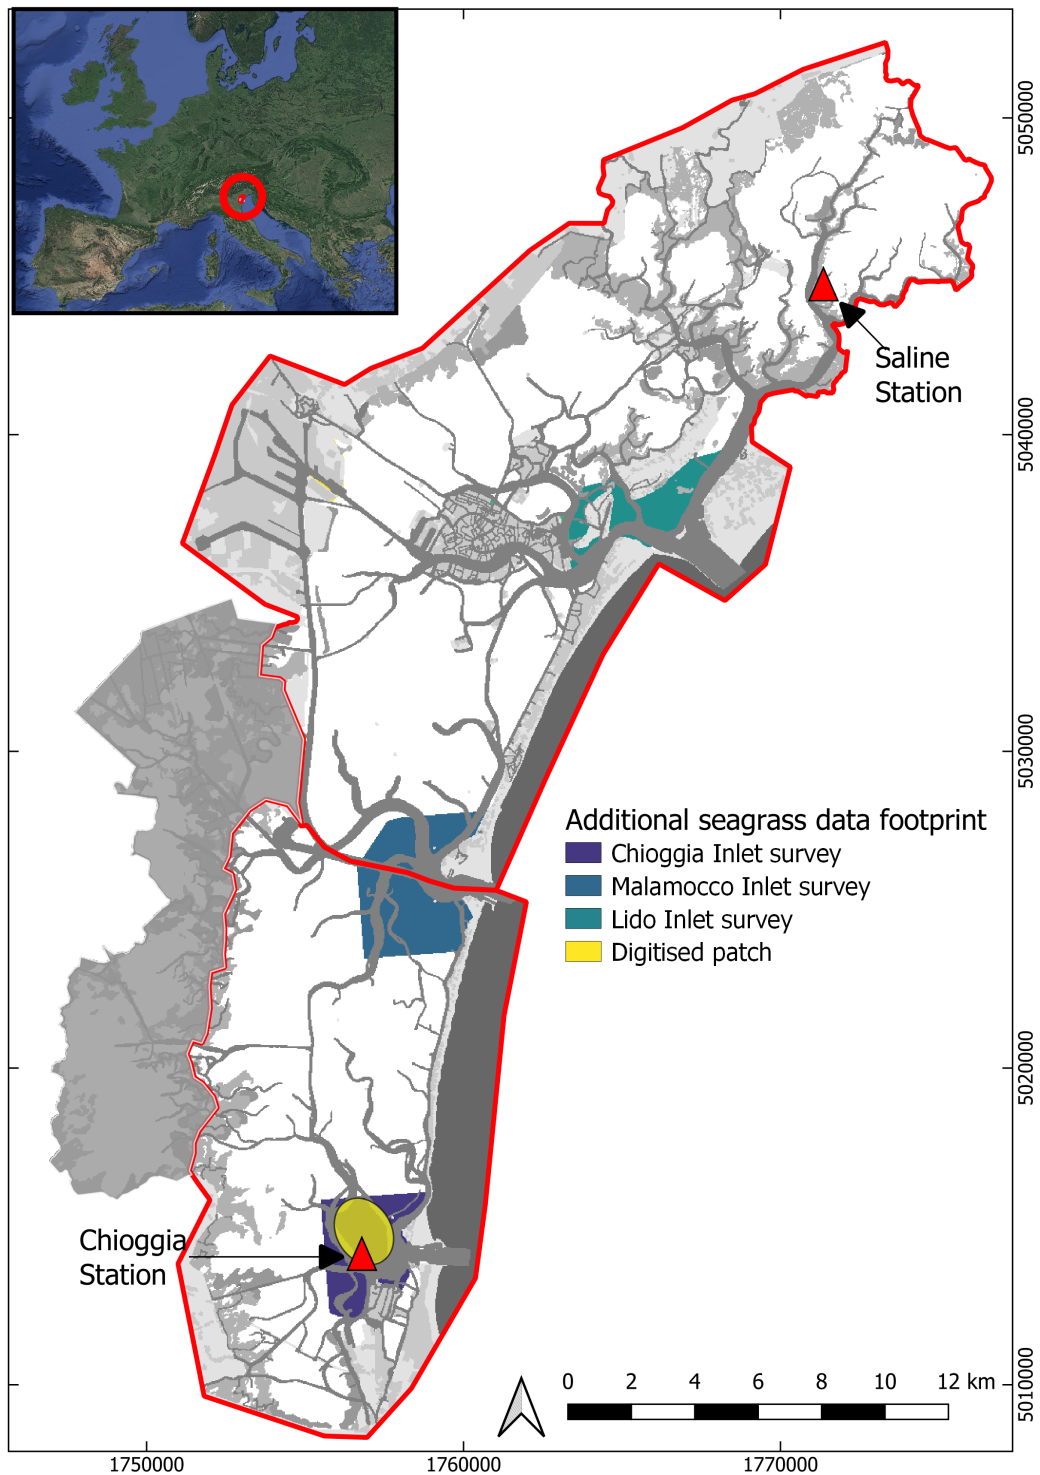 5050000
Saline
Station
5040000
5030000
Additional seagrass data footprint
Chioggia Inlet survey
Malamocco Inlet survey
Lido Inlet survey
Digitised patch
5020000
Chioggia
Station
0 2 4 6 8 10 12 km
5010000
1750000 1760000 1770000